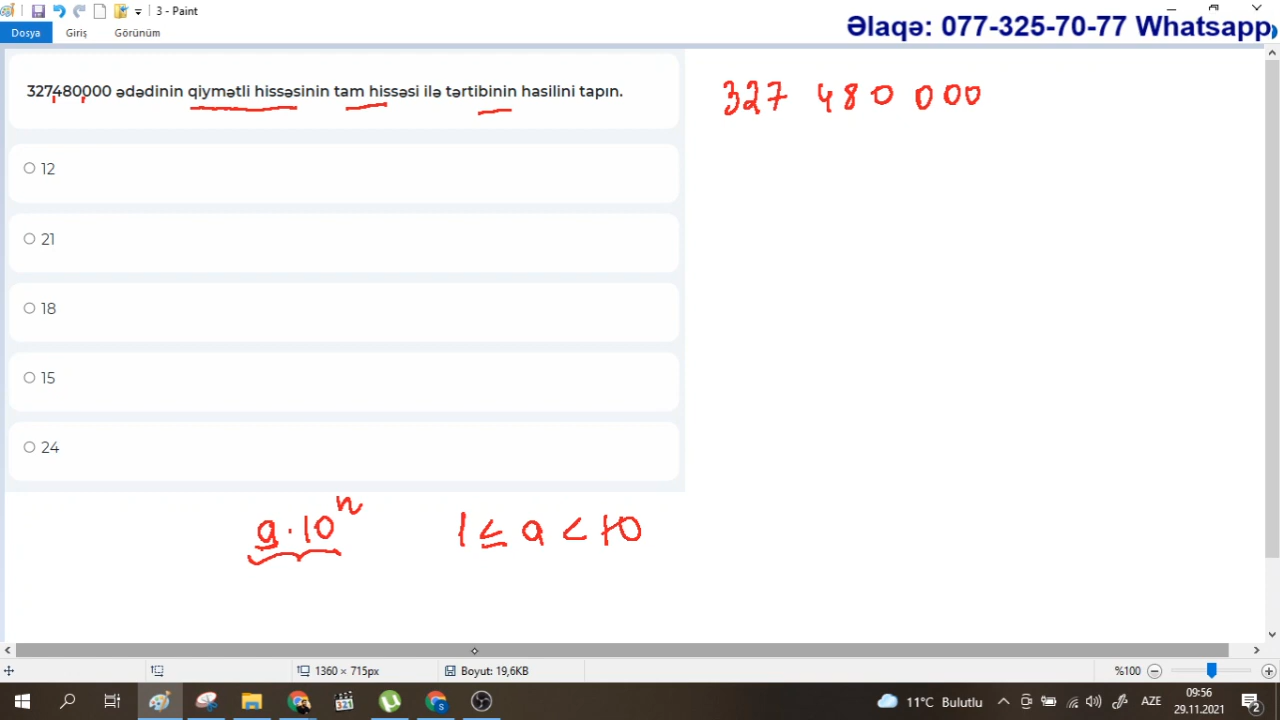 3 - Paint
Əlaqə: 077-325-70-77 Whatsapp
Dosya Giriş Görünüm
327480000 ədədinin qiymətli hissəsinin tam hissəsi ilə tərtibinin hasilini tapın.
327 480 000
12
21
18
15
24
a · 10ⁿ 1 ≤ a < 10
1360 × 715px Boyut: 19,6KB %100
11°C Bulutlu AZE 09:56
29.11.2021 2